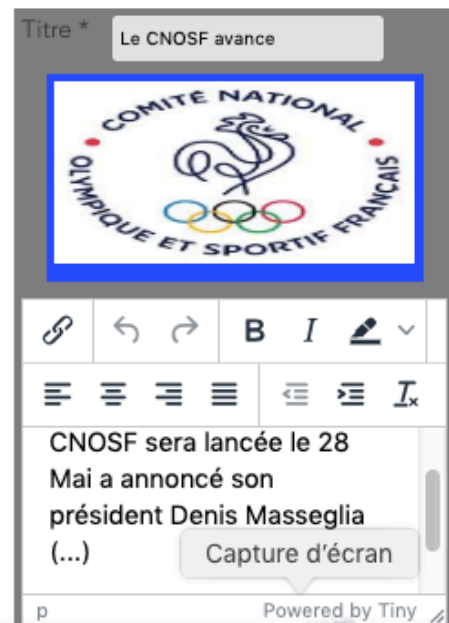 Titre *
Le CNOSF avance
COMITÉ NATIONAL
OLYMPIQUE ET SPORTIF FRANÇAIS
B I
CNOSF sera lancée le 28
Mai a annoncé son
président Denis Masseglia
(...)
Capture d'écran
p Powered by Tiny